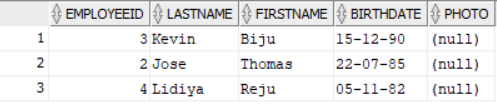 EMPLOYEEID LASTNAME FIRSTNAME BIRTHDATE PHOTO
1 3 Kevin Biju 15-12-90 (null)
2 2 Jose Thomas 22-07-85 (null)
3 4 Lidiya Reju 05-11-82 (null)